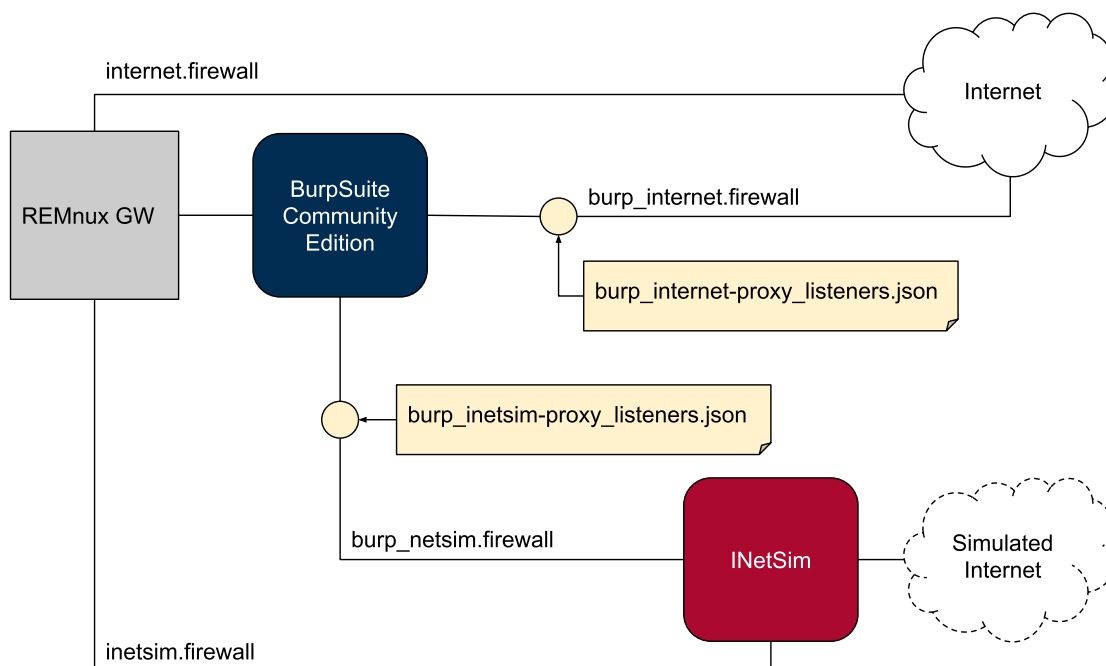 internet.firewall
Internet
REMnux GW
BurpSuite
Community
Edition
burp_internet.firewall
burp_internet-proxy_listeners.json
burp_inetsim-proxy_listeners.json
burp_netsim.firewall
INetSim
Simulated
Internet
inetsim.firewall